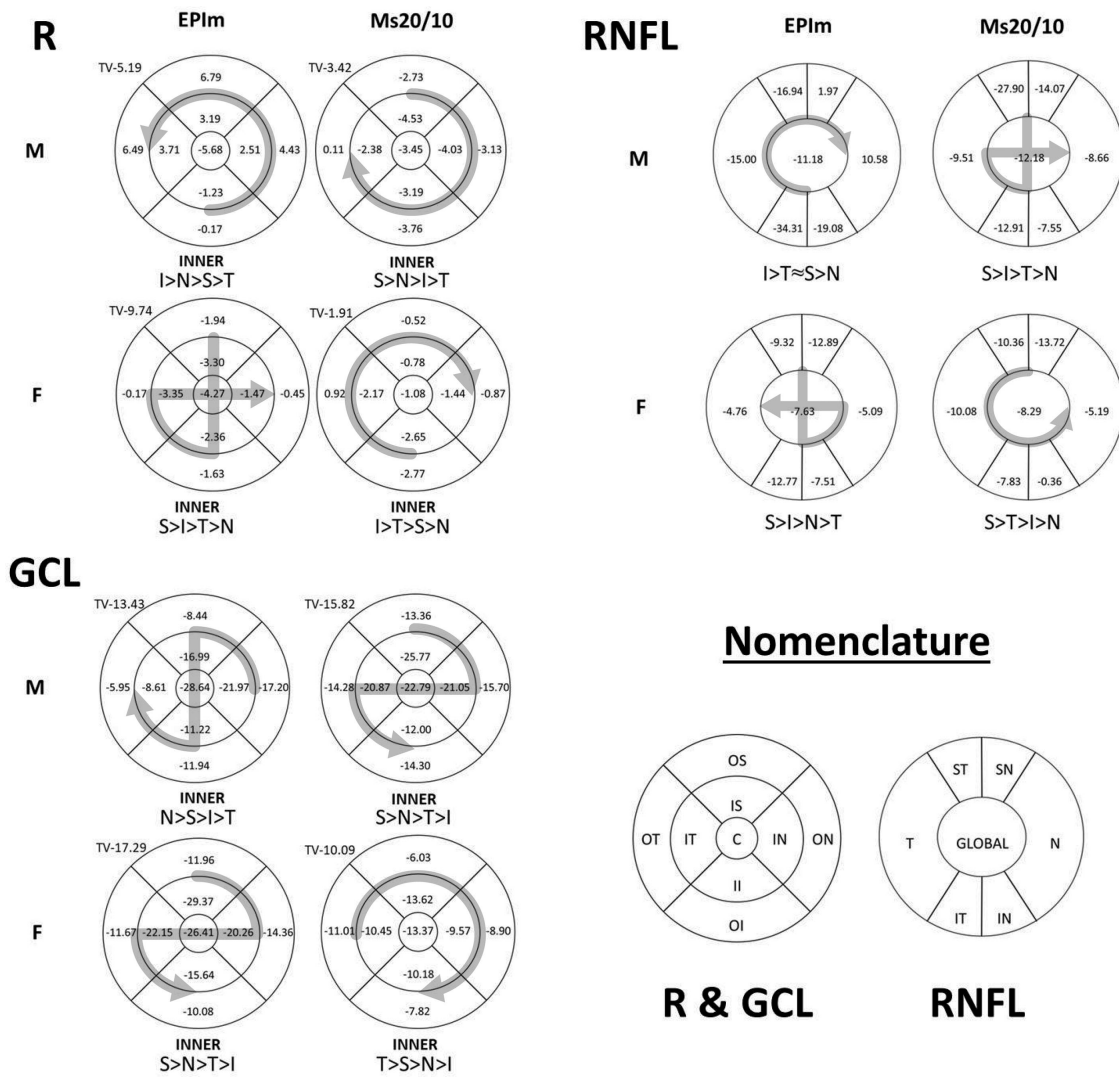 R
EPIm Ms20/10
M
TV-5.19
6.79
3.19
6.49 3.71 -5.68 2.51 4.43
-1.23
-0.17
INNER
I>N>S>T
TV-3.42
-2.73
-4.53
0.11 -2.38 -3.45 -4.03 -3.13
-3.19
-3.76
INNER
S>N>I>T
F
TV-9.74
-1.94
-3.30
-0.17 -3.35 -4.27 -1.47 -0.45
-2.36
-1.63
INNER
S>I>T>N
TV-1.91
-0.52
-0.78
0.92 -2.17 -1.08 -1.44 -0.87
-2.65
-2.77
INNER
I>T>S>N
RNFL
EPIm Ms20/10
M
-16.94 1.97
-15.00 -11.18 10.58
-34.31 -19.08
I>T≈S>N
-27.90 -14.07
-9.51 -12.18 -8.66
-12.91 -7.55
S>I>T>N
F
-9.32 -12.89
-4.76 -7.63 -5.09
-12.77 -7.51
S>I>N>T
-10.36 -13.72
-10.08 -8.29 -5.19
-7.83 -0.36
S>T>I>N
GCL
M
TV-13.43
-8.44
-16.99
-5.95 -8.61 -28.64 -21.97 -17.20
-11.22
-11.94
INNER
N>S>I>T
TV-15.82
-13.36
-25.77
-14.28 -20.87 -22.79 -21.05 -15.70
-12.00
-14.30
INNER
S>N>T>I
F
TV-17.29
-11.96
-29.37
-11.67 -22.15 -26.41 -20.26 -14.36
-15.64
-10.08
INNER
S>N>T>I
TV-10.09
-6.03
-13.62
-11.01 -10.45 -13.37 -9.57 -8.90
-10.18
-7.82
INNER
T>S>N>I
Nomenclature
OS
IS
OT IT C IN ON
II
OI
R & GCL
ST SN
T GLOBAL N
IT IN
RNFL